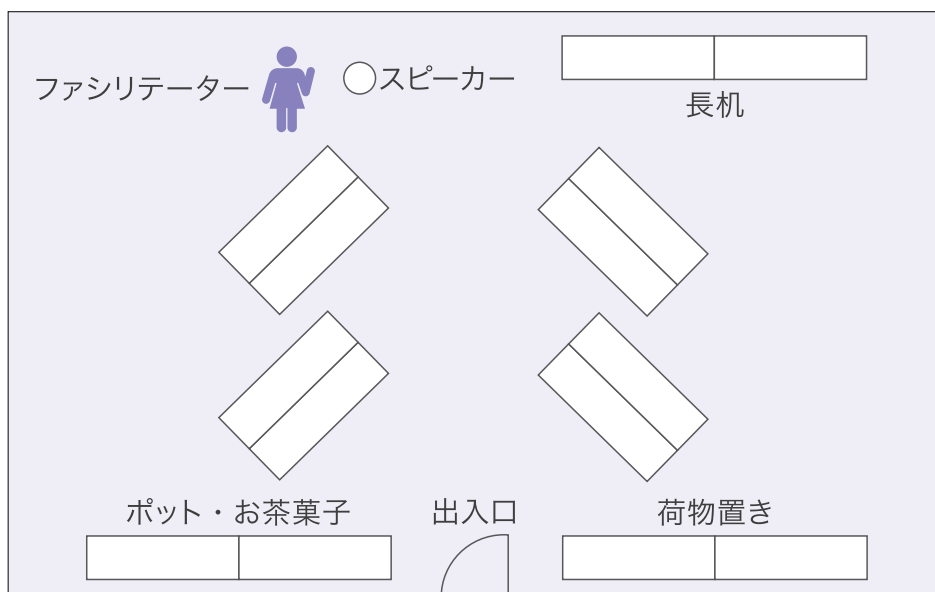 ファシリテーター
スピーカー
長机
ポット・お茶菓子
出入口
荷物置き